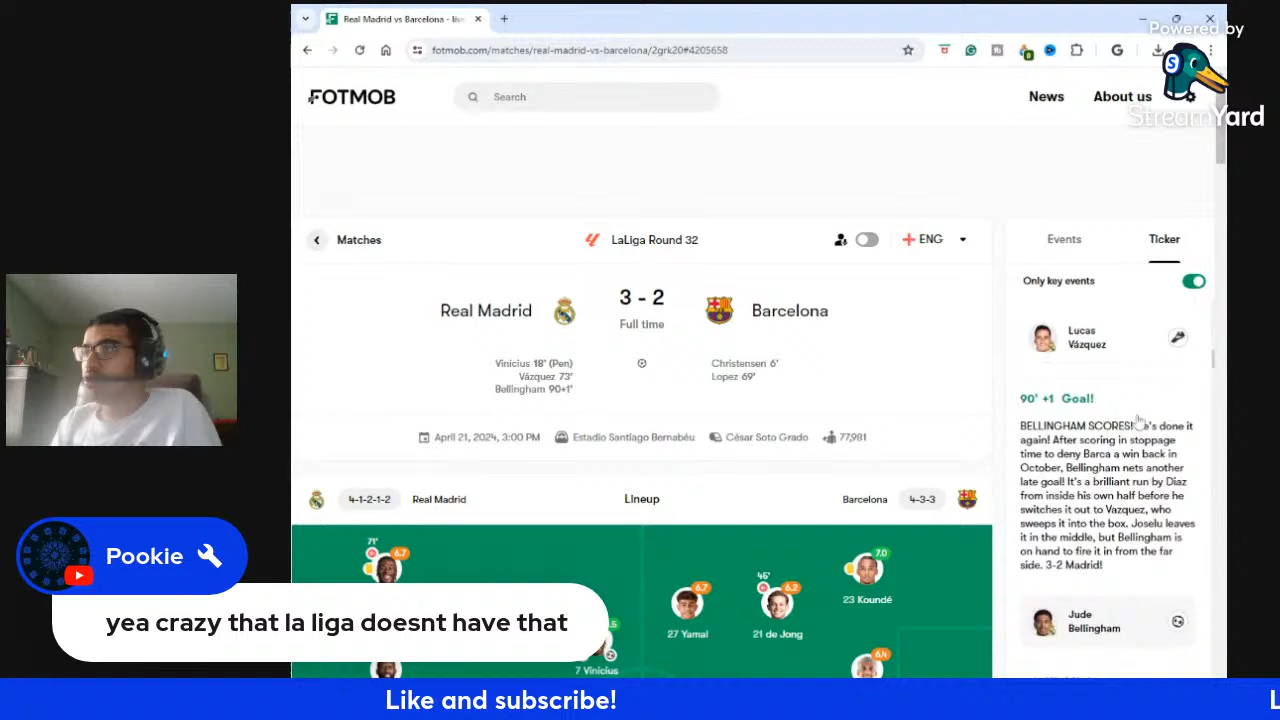 Real Madrid vs Barcelona - live
Powered by
StreamYard
fotmob.com/matches/real-madrid-vs-barcelona/2grk20#4205658
FOTMOB
Search
News
About us
Matches
LaLiga Round 32
ENG
Real Madrid
3 - 2
Full time
Barcelona
Vinicius 18' (Pen)
Vázquez 73'
Bellingham 90+1'
Christensen 6'
Lopez 69'
April 21, 2024, 3:00 PM
Estadio Santiago Bernabéu
César Soto Grado
77,981
4-1-2-1-2
Real Madrid
Lineup
Barcelona
4-3-3
71'
6.7
7 Vinicius
6.7
27 Yamal
46'
6.2
21 de Jong
7.0
23 Koundé
6.4
Events
Ticker
Only key events
Lucas
Vázquez
90' +1 Goal!
BELLINGHAM SCORES! He's done it
again! After scoring in stoppage
time to deny Barca a win back in
October, Bellingham nets another
late goal! It's a brilliant run by Diaz
from inside his own half before he
switches it out to Vazquez, who
sweeps it into the box. Joselu leaves
it in the middle, but Bellingham is
on hand to fire it in from the far
side. 3-2 Madrid!
Jude
Bellingham
Pookie
yea crazy that la liga doesnt have that
Like and subscribe!